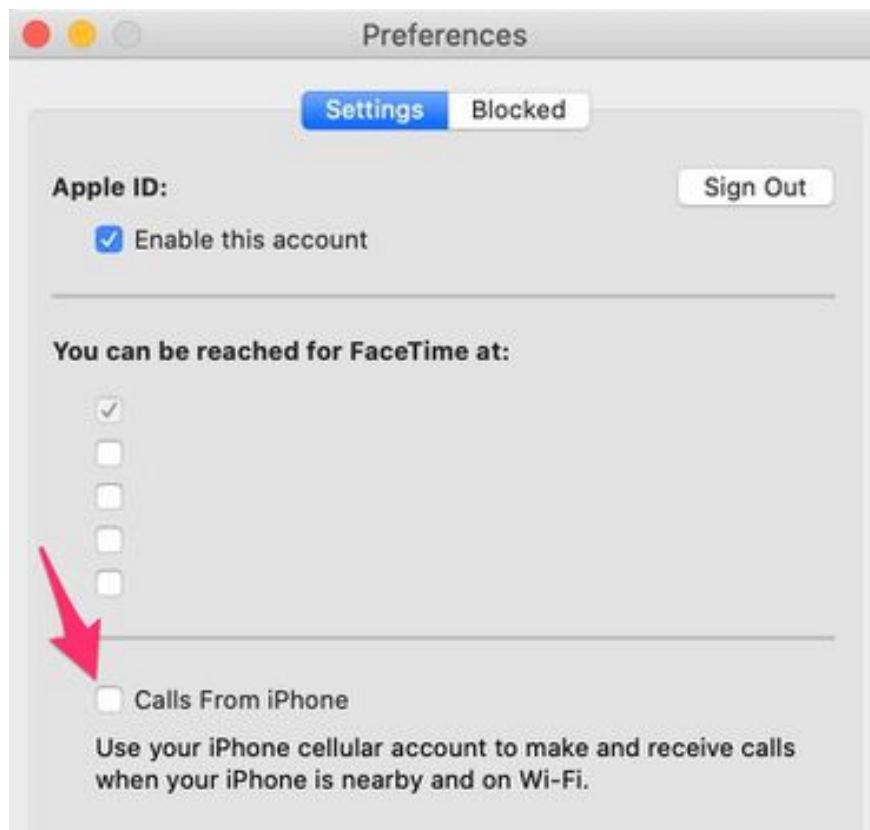 Preferences
Settings Blocked
Apple ID: Sign Out
Enable this account
You can be reached for FaceTime at:
Calls From iPhone
Use your iPhone cellular account to make and receive calls
when your iPhone is nearby and on Wi-Fi.